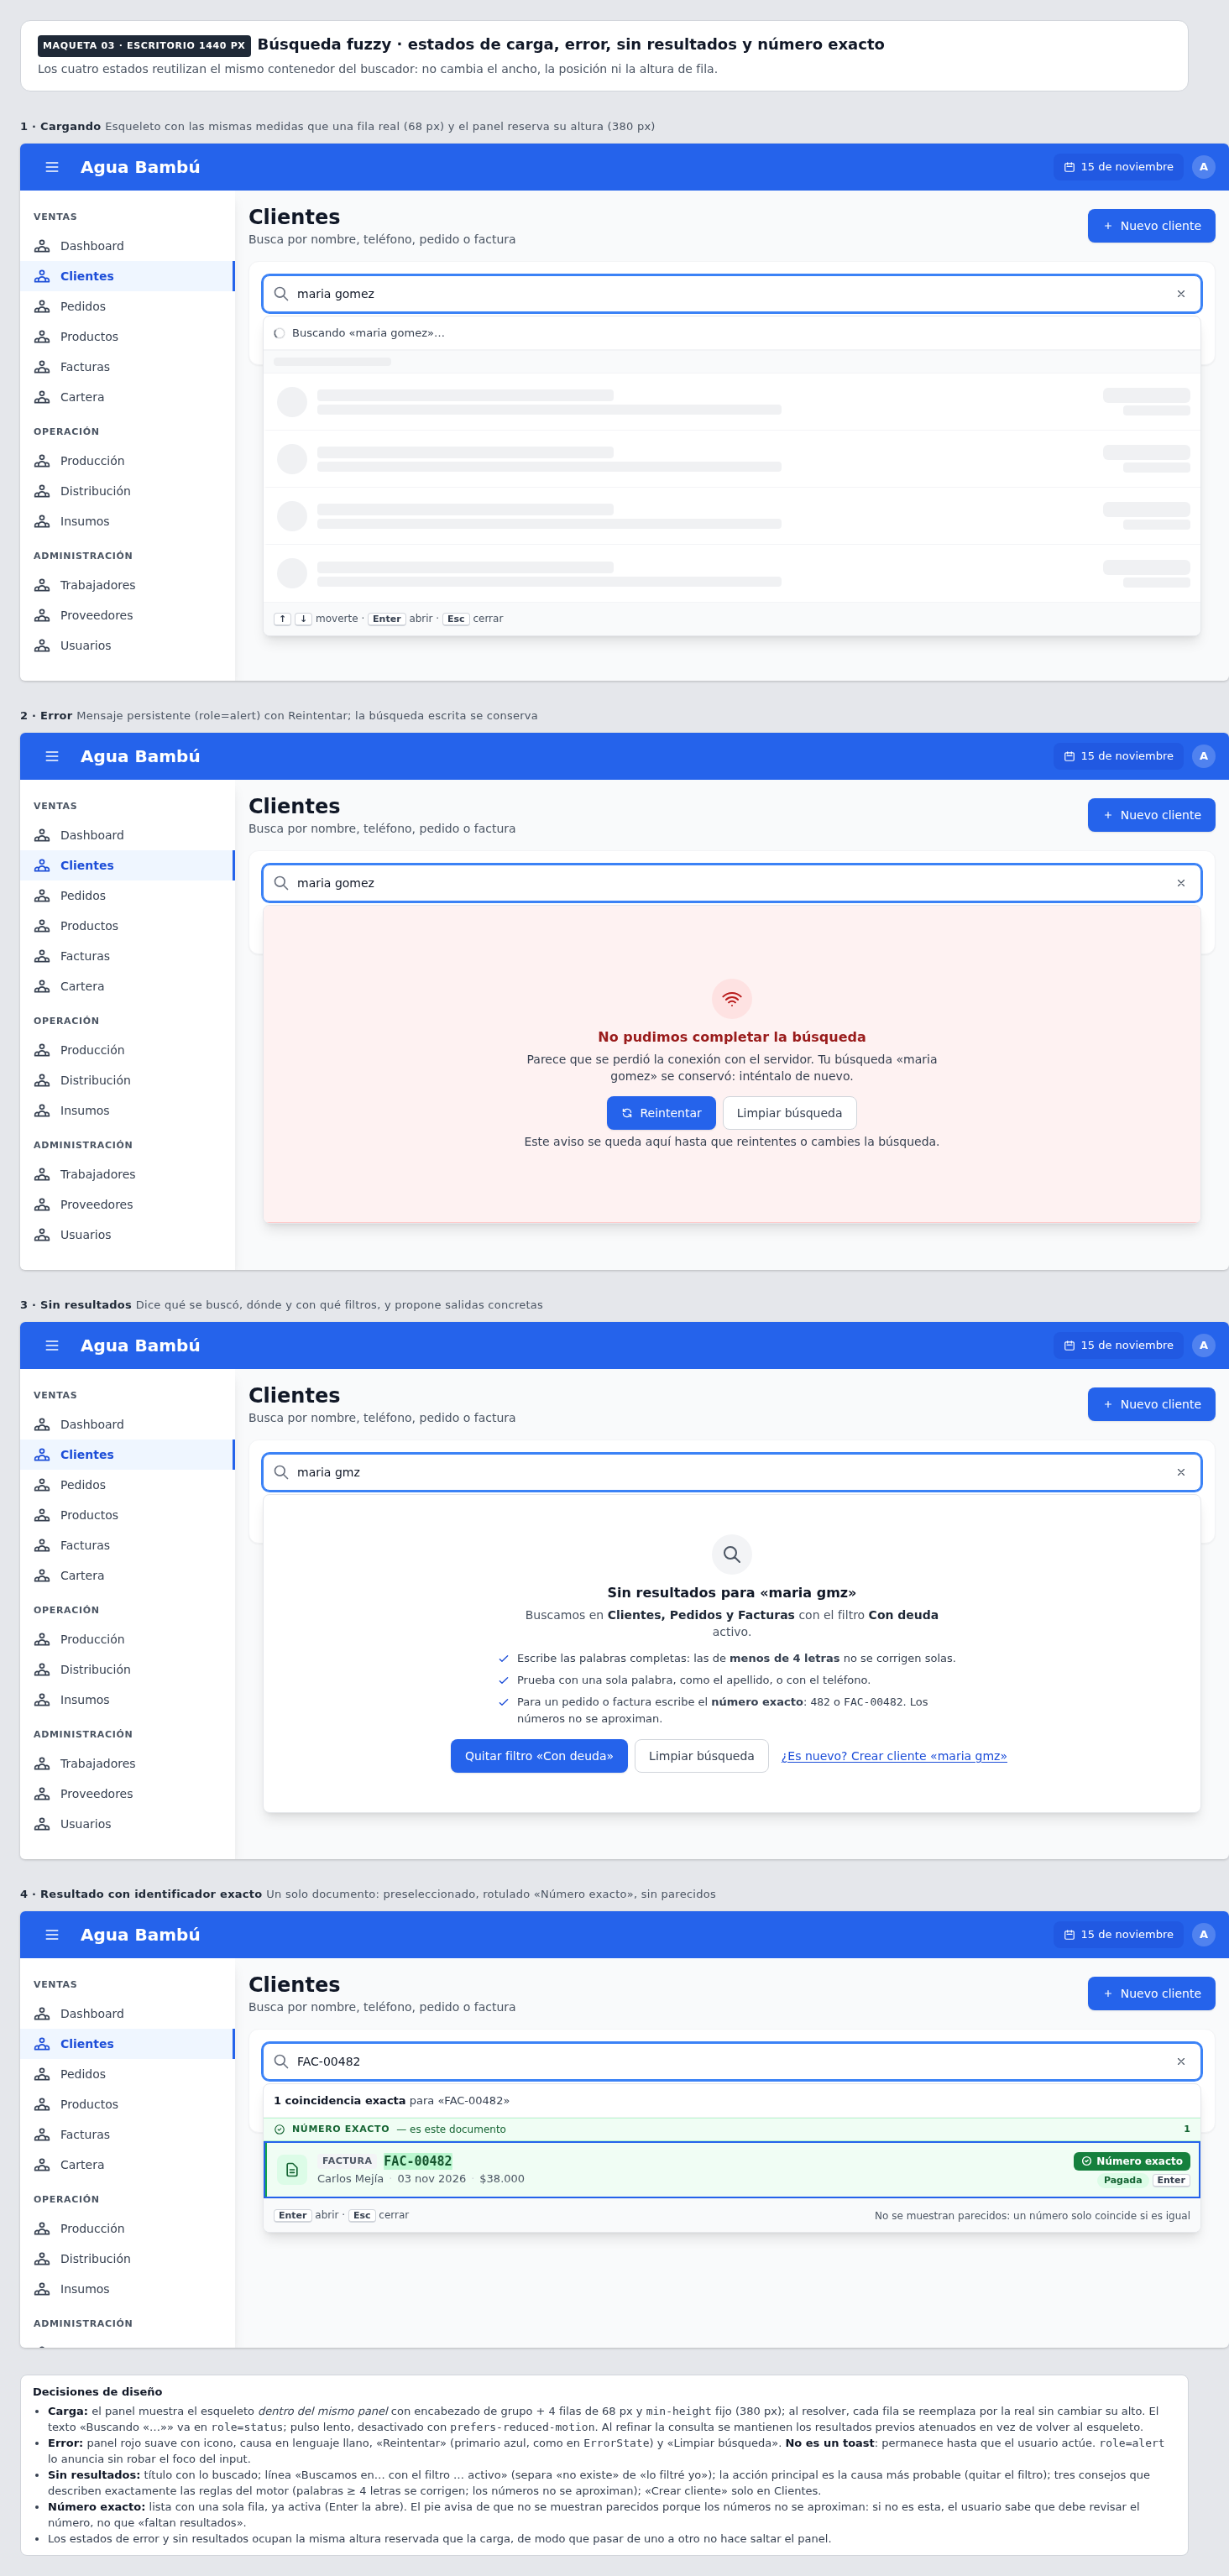 MAQUETA 03 · ESCRITORIO 1440 PX Búsqueda fuzzy · estados de carga, error, sin resultados y número exacto
Los cuatro estados reutilizan el mismo contenedor del buscador: no cambia el ancho, la posición ni la altura de fila.
1 · Cargando Esqueleto con las mismas medidas que una fila real (68 px) y el panel reserva su altura (380 px)
Agua Bambú
15 de noviembre
A
VENTAS
Dashboard
Clientes
Pedidos
Productos
Facturas
Cartera
OPERACIÓN
Producción
Distribución
Insumos
ADMINISTRACIÓN
Trabajadores
Proveedores
Usuarios
Clientes
Busca por nombre, teléfono, pedido o factura
+ Nuevo cliente
maria gomez
Buscando «maria gomez»…
↑ ↓ moverte · Enter abrir · Esc cerrar
2 · Error Mensaje persistente (role=alert) con Reintentar; la búsqueda escrita se conserva
Agua Bambú
15 de noviembre
A
VENTAS
Dashboard
Clientes
Pedidos
Productos
Facturas
Cartera
OPERACIÓN
Producción
Distribución
Insumos
ADMINISTRACIÓN
Trabajadores
Proveedores
Usuarios
Clientes
Busca por nombre, teléfono, pedido o factura
+ Nuevo cliente
maria gomez
No pudimos completar la búsqueda
Parece que se perdió la conexión con el servidor. Tu búsqueda «maria
gomez» se conservó: inténtalo de nuevo.
Reintentar
Limpiar búsqueda
Este aviso se queda aquí hasta que reintentes o cambies la búsqueda.
3 · Sin resultados Dice qué se buscó, dónde y con qué filtros, y propone salidas concretas
Agua Bambú
15 de noviembre
A
VENTAS
Dashboard
Clientes
Pedidos
Productos
Facturas
Cartera
OPERACIÓN
Producción
Distribución
Insumos
ADMINISTRACIÓN
Trabajadores
Proveedores
Usuarios
Clientes
Busca por nombre, teléfono, pedido o factura
+ Nuevo cliente
maria gmz
Sin resultados para «maria gmz»
Buscamos en Clientes, Pedidos y Facturas con el filtro Con deuda
activo.
Escribe las palabras completas: las de menos de 4 letras no se corrigen solas.
Prueba con una sola palabra, como el apellido, o con el teléfono.
Para un pedido o factura escribe el número exacto: 482 o FAC-00482. Los
números no se aproximan.
Quitar filtro «Con deuda»
Limpiar búsqueda
¿Es nuevo? Crear cliente «maria gmz»
4 · Resultado con identificador exacto Un solo documento: preseleccionado, rotulado «Número exacto», sin parecidos
Agua Bambú
15 de noviembre
A
VENTAS
Dashboard
Clientes
Pedidos
Productos
Facturas
Cartera
OPERACIÓN
Producción
Distribución
Insumos
ADMINISTRACIÓN
Clientes
Busca por nombre, teléfono, pedido o factura
+ Nuevo cliente
FAC-00482
1 coincidencia exacta para «FAC-00482»
NÚMERO EXACTO — es este documento 1
FACTURA FAC-00482
Carlos Mejía 03 nov 2026 $38.000
Número exacto
Pagada Enter
Enter abrir · Esc cerrar
No se muestran parecidos: un número solo coincide si es igual
Decisiones de diseño
• Carga: el panel muestra el esqueleto dentro del mismo panel con encabezado de grupo + 4 filas de 68 px y min-height fijo (380 px); al resolver, cada fila se reemplaza por la real sin cambiar su alto. El
texto «Buscando «…»» va en role=status; pulso lento, desactivado con prefers-reduced-motion. Al refinar la consulta se mantienen los resultados previos atenuados en vez de volver al esqueleto.
• Error: panel rojo suave con icono, causa en lenguaje llano, «Reintentar» (primario azul, como en ErrorState) y «Limpiar búsqueda». No es un toast: permanece hasta que el usuario actúe. role=alert
lo anuncia sin robar el foco del input.
• Sin resultados: título con lo buscado; línea «Buscamos en… con el filtro … activo» (separa «no existe» de «lo filtré yo»); la acción principal es la causa más probable (quitar el filtro); tres consejos que
describen exactamente las reglas del motor (palabras ≥ 4 letras se corrigen; los números no se aproximan); «Crear cliente» solo en Clientes.
• Número exacto: lista con una sola fila, ya activa (Enter la abre). El pie avisa de que no se muestran parecidos porque los números no se aproximan: si no es esta, el usuario sabe que debe revisar el
número, no que «faltan resultados».
• Los estados de error y sin resultados ocupan la misma altura reservada que la carga, de modo que pasar de uno a otro no hace saltar el panel.